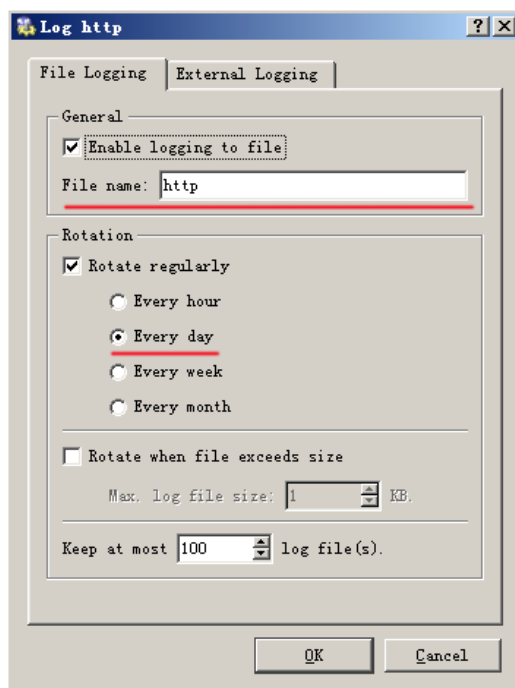 Log http
File Logging External Logging
General
Enable logging to file
File name: http
Rotation
Rotate regularly
Every hour
Every day
Every week
Every month
Rotate when file exceeds size
Max. log file size: 1 KB.
Keep at most 100 log file(s).
OK Cancel